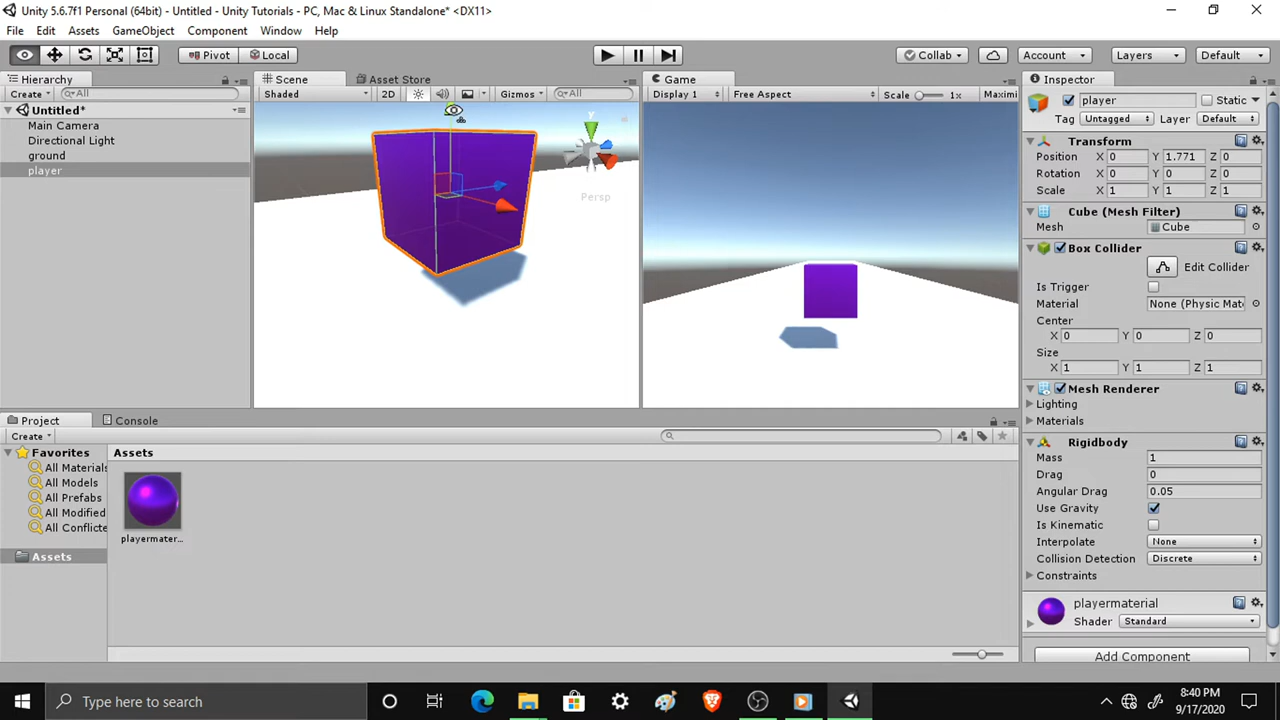 Unity 5.6.7f1 Personal (64bit) - Untitled - Unity Tutorials - PC, Mac & Linux Standalone* <DX11>
File Edit Assets GameObject Component Window Help
Pivot Local Collab Account Layers Default
Hierarchy
Create All
Untitled*
Main Camera
Directional Light
ground
player
Scene Asset Store
Shaded 2D Gizmos All
y
Persp
Game
Display 1 Free Aspect Scale 1x Maximi
Inspector
player Static
Tag Untagged Layer Default
Transform
Position X 0 Y 1.771 Z 0
Rotation X 0 Y 0 Z 0
Scale X 1 Y 1 Z 1
Cube (Mesh Filter)
Mesh Cube
Box Collider
Edit Collider
Is Trigger
Material None (Physic Mate
Center
X 0 Y 0 Z 0
Size
X 1 Y 1 Z 1
Mesh Renderer
Lighting
Materials
Rigidbody
Mass 1
Drag 0
Angular Drag 0.05
Use Gravity
Is Kinematic
Interpolate None
Collision Detection Discrete
Constraints
playermaterial
Shader Standard
Add Component
Project Console
Create
Favorites
All Materials
All Models
All Prefabs
All Modified
All Conflicte
Assets
Assets
playermater...
Type here to search
8:40 PM
9/17/2020